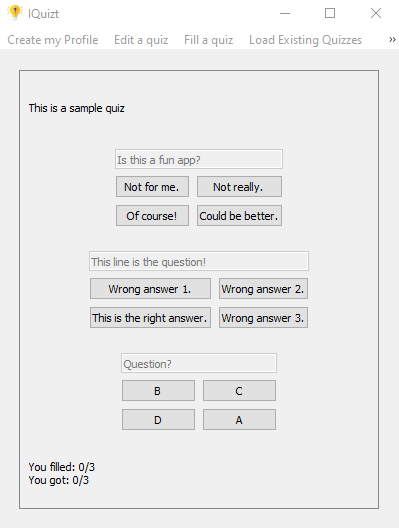 IQuizt
Create my Profile Edit a quiz Fill a quiz Load Existing Quizzes »
This is a sample quiz
Is this a fun app?
Not for me. Not really.
Of course! Could be better.
This line is the question!
Wrong answer 1. Wrong answer 2.
This is the right answer. Wrong answer 3.
Question?
B C
D A
You filled: 0/3
You got: 0/3